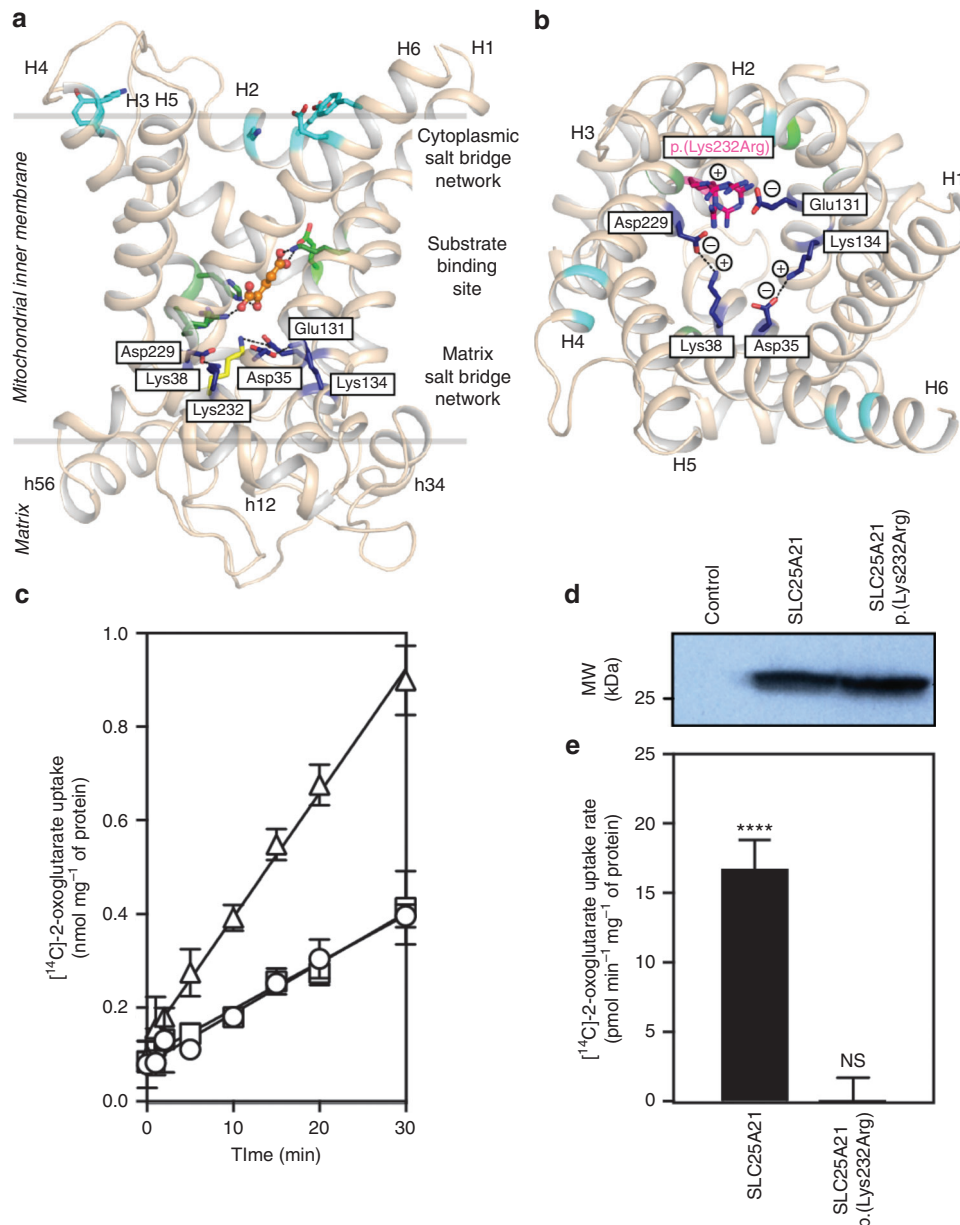 a
H4
H3
H5
H2
H6
H1
Cytoplasmic
salt bridge
network
Mitochondrial inner membrane
Substrate
binding
site
Asp229
Lys38
Lys232
Asp35
Glu131
Lys134
Matrix
salt bridge
network
h56
h12
h34
Matrix
b
H2
H3
p.(Lys232Arg)
+
−
Glu131
H1
Asp229
−
+
Lys134
+
−
H4
Lys38
Asp35
H6
H5
c
[¹⁴C]-2-oxoglutarate uptake
(nmol mg⁻¹ of protein)
1.0
0.8
0.6
0.4
0.2
0.0
0 10 20 30
TIme (min)
d
Control
SLC25A21
SLC25A21
p.(Lys232Arg)
MW
(kDa)
25
e
[¹⁴C]-2-oxoglutarate uptake rate
(pmol min⁻¹ mg⁻¹ of protein)
25
20
15
10
5
0
****
NS
SLC25A21
SLC25A21
p.(Lys232Arg)